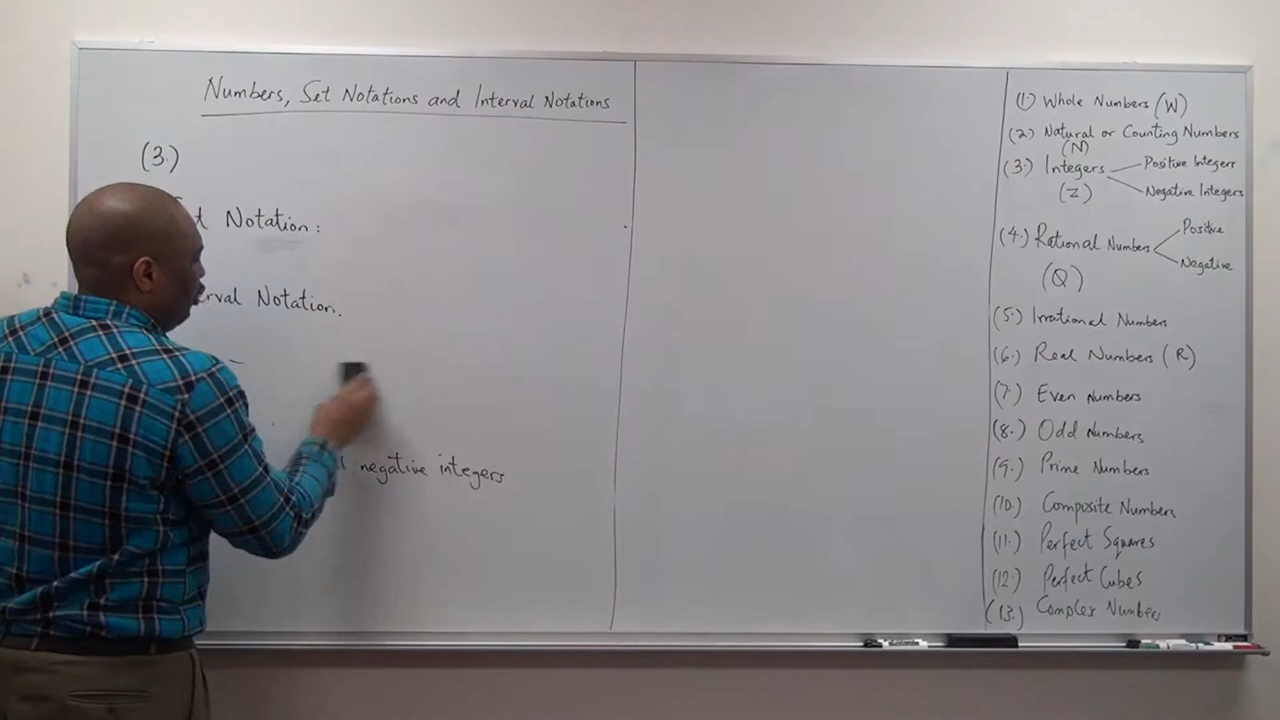 Numbers, Set Notations and Interval Notations
(3.)
Notation:
Notation.
negative integers
(1) Whole Numbers (W)
(2.) Natural or Counting Numbers
(N)
(3.) Integers
Positive Integers
Negative Integers
(Z)
(4.) Rational Numbers
Positive
Negative
(Q)
(5.) Irrational Numbers
(6.) Real Numbers (R)
(7.) Even Numbers
(8.) Odd Numbers
(9.) Prime Numbers
(10.) Composite Numbers
(11.) Perfect Squares
(12.) Perfect Cubes
(13.) Complex Numbers